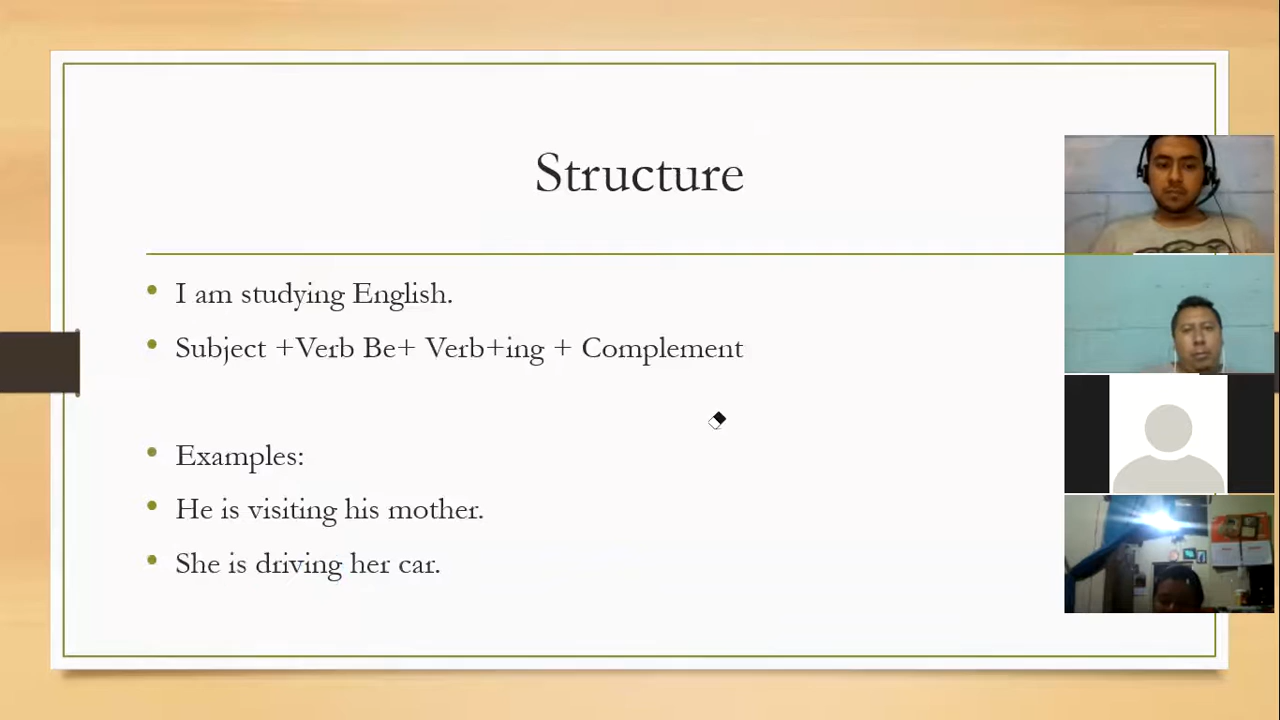 Structure
I am studying English.
Subject +Verb Be+ Verb+ing + Complement
Examples:
He is visiting his mother.
She is driving her car.